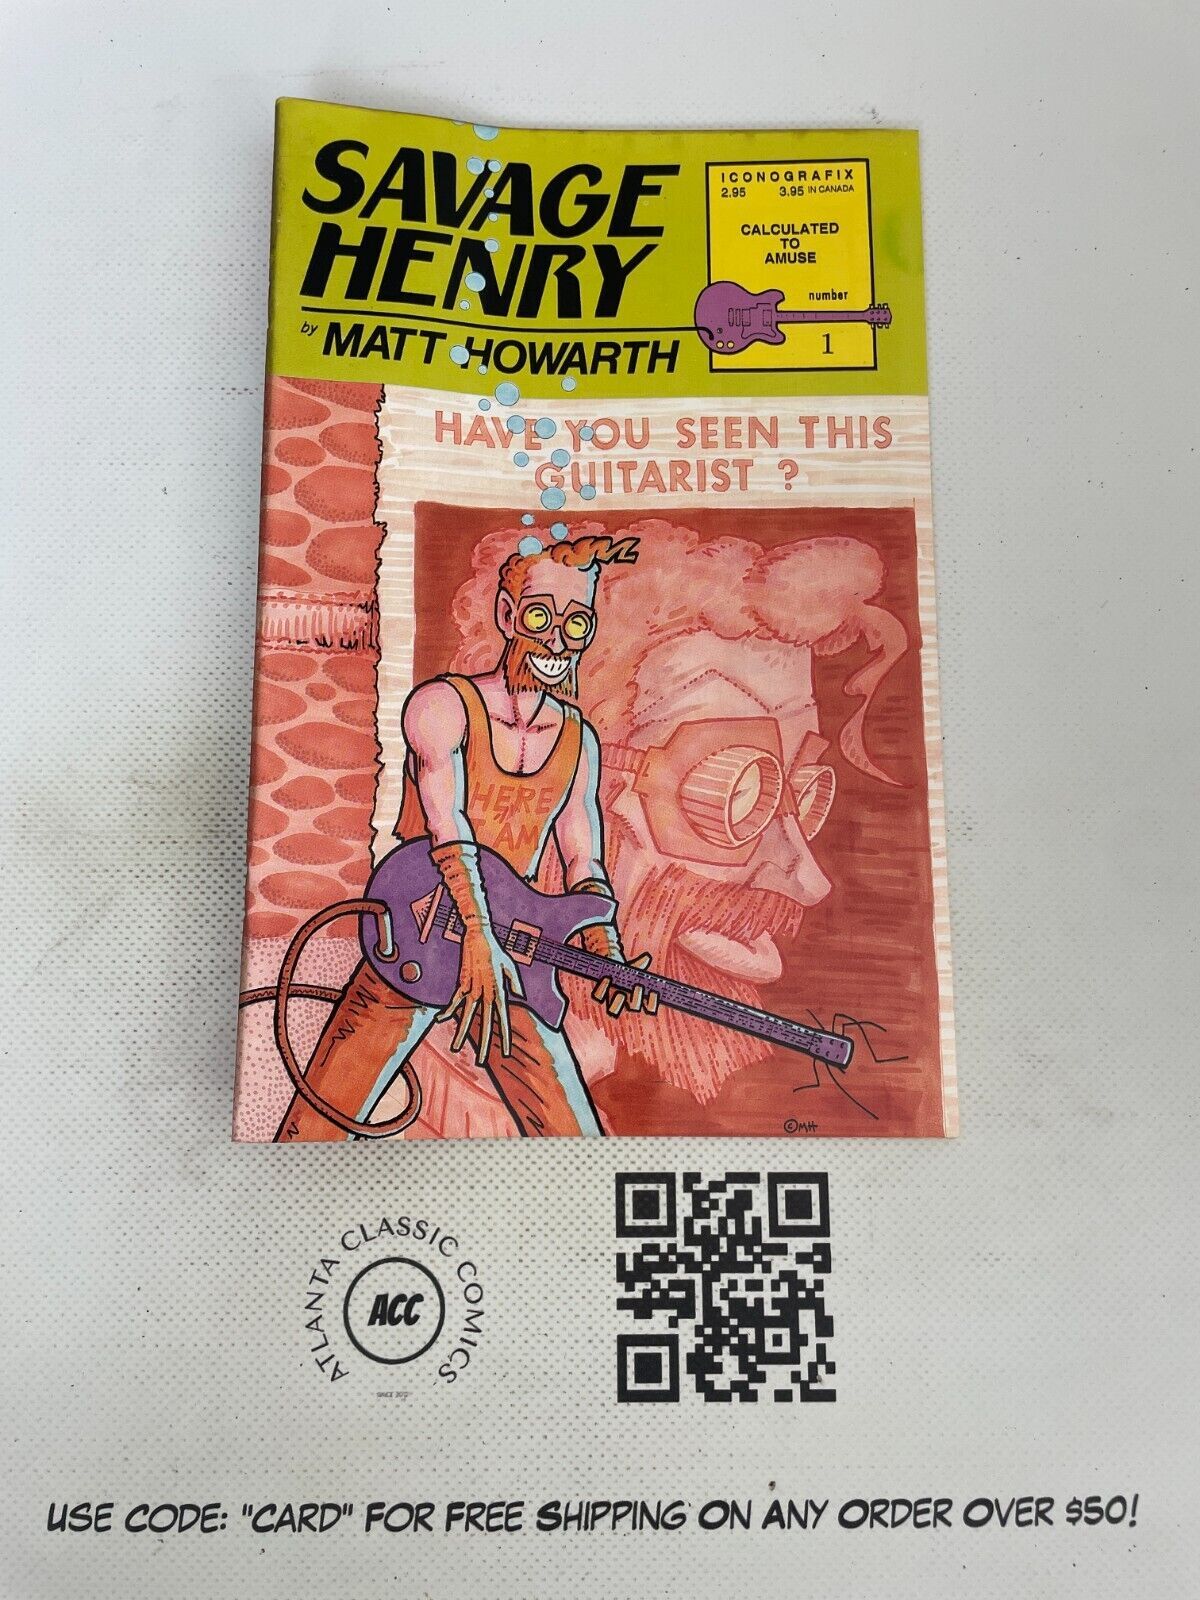 SAVAGE
HENRY
by MATT HOWARTH
ICONOGRAFIX
2.95 3.95 IN CANADA
CALCULATED
TO
AMUSE
number
1
HAVE YOU SEEN THIS
GUITARIST ?
HERE
I AM
©MH
ATLANTA CLASSIC COMICS
ACC
USE CODE: "CARD" FOR FREE SHIPPING ON ANY ORDER OVER $50!